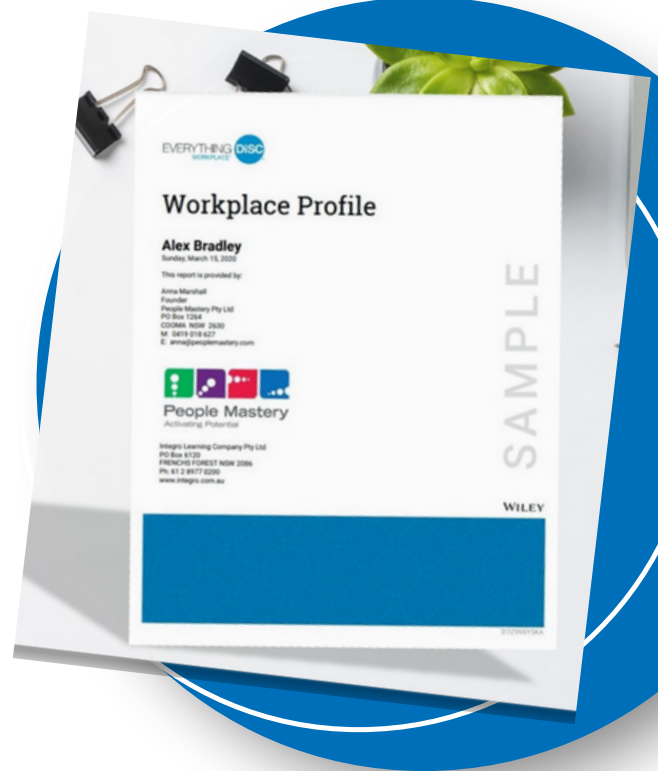 EVERYTHING DiSC
WORKPLACE
Workplace Profile
Alex Bradley
Sunday, March 15, 2020
This report is provided by:
Anna Marshall
Founder
People Mastery Pty Ltd
PO Box 1264
COOMA NSW 2630
M: 0419 018 627
E: anna@peoplemastery.com
People Mastery
Activating Potential
Integro Learning Company Pty Ltd
PO Box 6120
FRENCHS FOREST NSW 2086
Ph: 61 2 8977 0200
www.integro.com.au
SAMPLE
WILEY